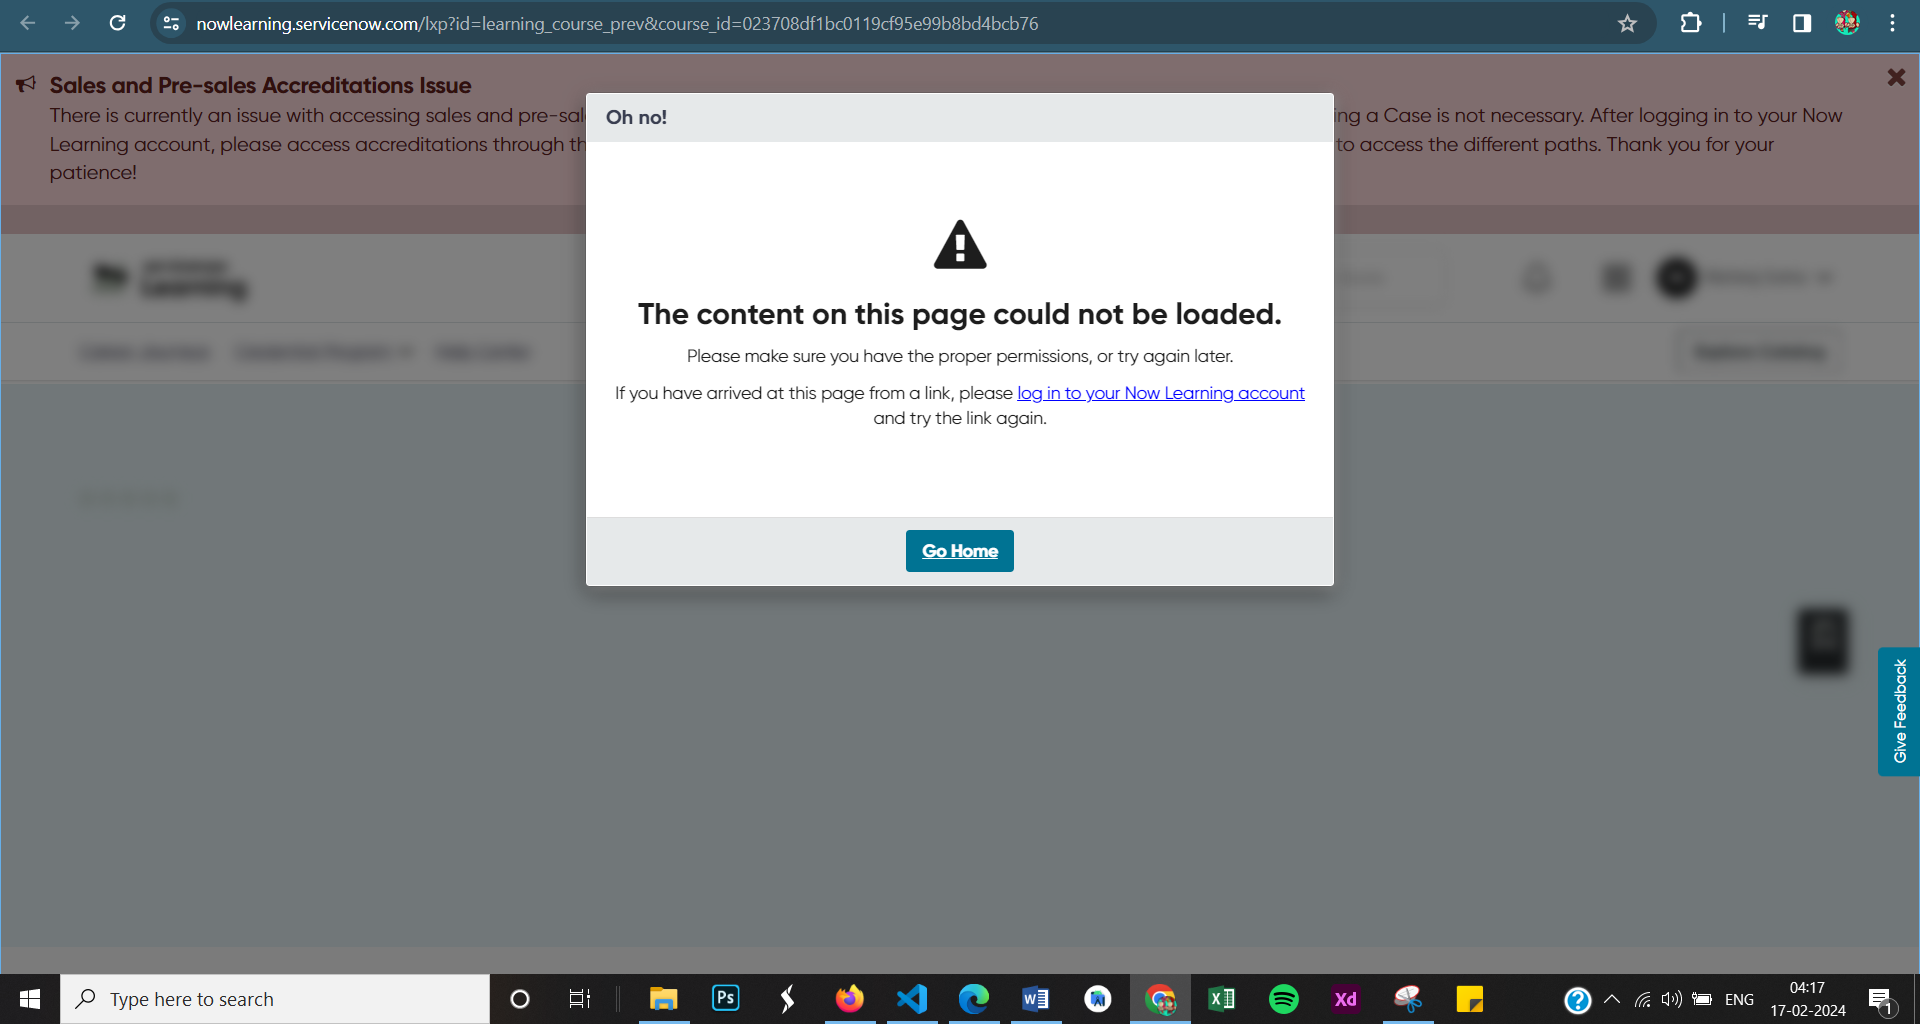 nowlearning.servicenow.com/lxp?id=learning_course_prev&course_id=023708df1bc0119cf95e99b8bd4bcb76
Sales and Pre-sales Accreditations Issue
There is currently an issue with accessing sales and pre-sal
ing a Case is not necessary. After logging in to your Now
Learning account, please access accreditations through th
to access the different paths. Thank you for your
patience!
Oh no!
The content on this page could not be loaded.
Please make sure you have the proper permissions, or try again later.
If you have arrived at this page from a link, please log in to your Now Learning account
and try the link again.
Go Home
Learning
Give Feedback
Type here to search
Ps
Xd
ENG
04:17
17-02-2024
1